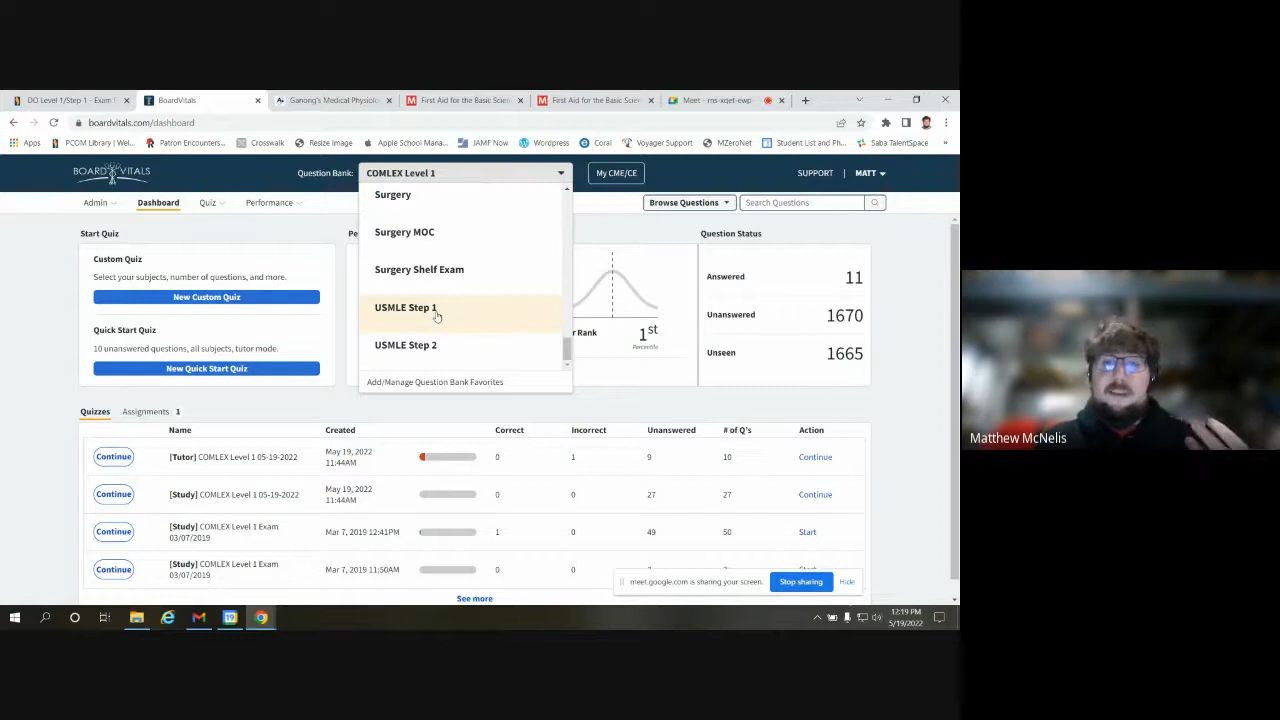 DO Level 1/Step 1 - Exam F
BoardVitals
Ganong's Medical Physiolo
First Aid for the Basic Scien
First Aid for the Basic Scien
Meet - rns-xqet-ewp
boardvitals.com/dashboard
Apps
PCOM Library | Wel...
Patron Encounters...
Crosswalk
Resize Image
Apple School Mana...
JAMF Now
Wordpress
Coral
Voyager Support
MZeroNet
Student List and Ph...
Saba TalentSpace
»
BOARD VITALS
Question Bank:
COMLEX Level 1
My CME/CE
SUPPORT
MATT
Admin
Dashboard
Quiz
Performance
Browse Questions
Search Questions
Surgery
Surgery MOC
Surgery Shelf Exam
USMLE Step 1
USMLE Step 2
Add/Manage Question Bank Favorites
Start Quiz
Custom Quiz
Select your subjects, number of questions, and more.
New Custom Quiz
Quick Start Quiz
10 unanswered questions, all subjects, tutor mode.
New Quick Start Quiz
Pe
r Rank
1st
Percentile
Question Status
Answered 11
Unanswered 1670
Unseen 1665
Quizzes
Assignments 1
Name Created Correct Incorrect Unanswered # of Q's Action
Continue [Tutor] COMLEX Level 1 05-19-2022 May 19, 2022 11:44AM 0 1 9 10 Continue
Continue [Study] COMLEX Level 1 05-19-2022 May 19, 2022 11:44AM 0 0 27 27 Continue
Continue [Study] COMLEX Level 1 Exam 03/07/2019 Mar 7, 2019 12:41PM 1 0 49 50 Start
Continue [Study] COMLEX Level 1 Exam 03/07/2019 Mar 7, 2019 11:50AM 0 0
See more
meet.google.com is sharing your screen.
Stop sharing
Hide
12:19 PM
5/19/2022
Matthew McNelis